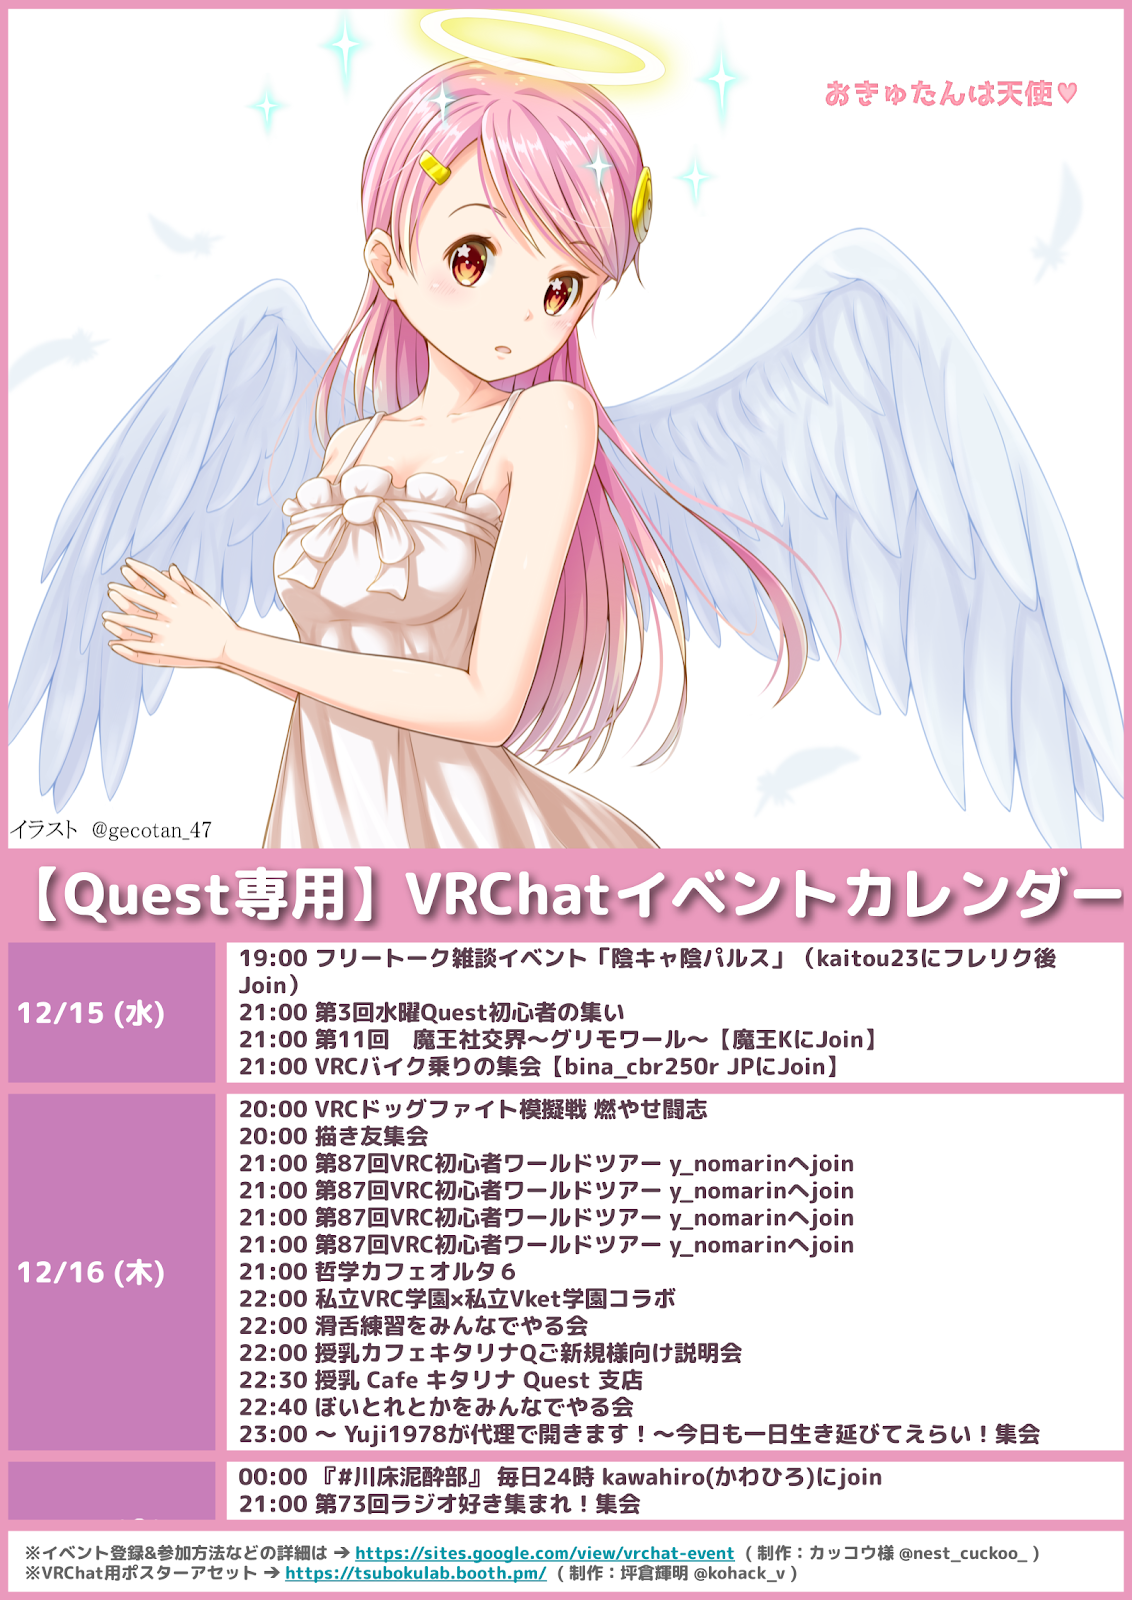 おきゅたんは天使♥
イラスト @gecotan_47
【Quest専用】VRChatイベントカレンダー
12/15 (水)
19:00 フリートーク雑談イベント「陰キャ陰パルス」（kaitou23にフレリク後
Join）
21:00 第3回水曜Quest初心者の集い
21:00 第11回　魔王社交界～グリモワール～【魔王KにJoin】
21:00 VRCバイク乗りの集会【bina_cbr250r JPにJoin】
12/16 (木)
20:00 VRCドッグファイト模擬戦 燃やせ闘志
20:00 描き友集会
21:00 第87回VRC初心者ワールドツアー y_nomarinへjoin
21:00 第87回VRC初心者ワールドツアー y_nomarinへjoin
21:00 第87回VRC初心者ワールドツアー y_nomarinへjoin
21:00 第87回VRC初心者ワールドツアー y_nomarinへjoin
21:00 哲学カフェオルタ６
22:00 私立VRC学園×私立Vket学園コラボ
22:00 滑舌練習をみんなでやる会
22:00 授乳カフェキタリナQご新規様向け説明会
22:30 授乳 Cafe キタリナ Quest 支店
22:40 ぼいとれとかをみんなでやる会
23:00 ～ Yuji1978が代理で開きます！～今日も一日生き延びてえらい！集会
00:00 『#川床泥酔部』 毎日24時 kawahiro(かわひろ)にjoin
21:00 第73回ラジオ好き集まれ！集会
※イベント登録&参加方法などの詳細は → https://sites.google.com/view/vrchat-event （ 制作：カッコウ様 @nest_cuckoo_ ）
※VRChat用ポスターアセット → https://tsubokulab.booth.pm/ （ 制作：坪倉輝明 @kohack_v ）